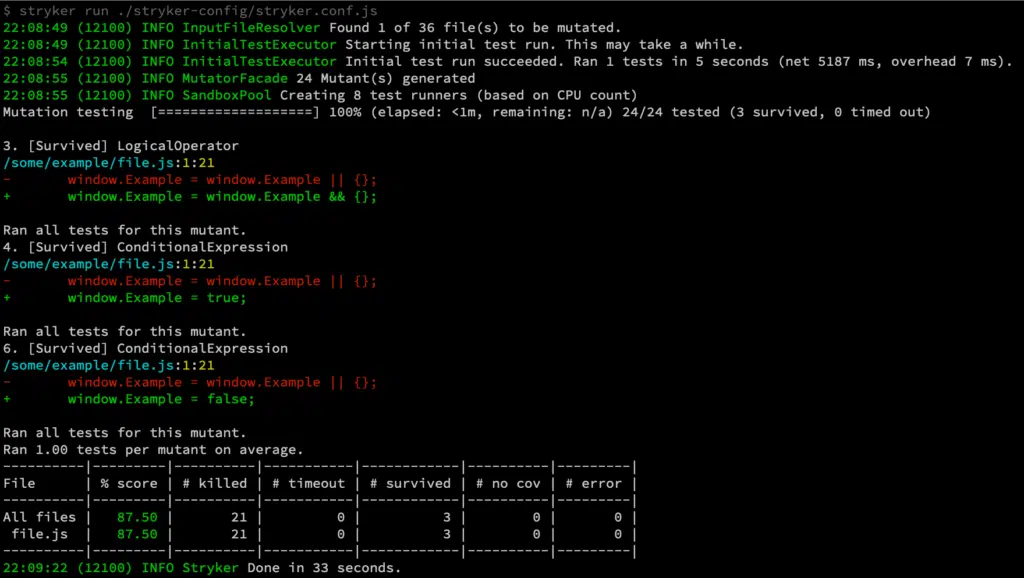 $ stryker run ./stryker-config/stryker.conf.js
22:08:49 (12100) INFO InputFileResolver Found 1 of 36 file(s) to be mutated.
22:08:49 (12100) INFO InitialTestExecutor Starting initial test run. This may take a while.
22:08:54 (12100) INFO InitialTestExecutor Initial test run succeeded. Ran 1 tests in 5 seconds (net 5187 ms, overhead 7 ms).
22:08:55 (12100) INFO MutatorFacade 24 Mutant(s) generated
22:08:55 (12100) INFO SandboxPool Creating 8 test runners (based on CPU count)
Mutation testing  [===================] 100% (elapsed: <1m, remaining: n/a) 24/24 tested (3 survived, 0 timed out)

3. [Survived] LogicalOperator
/some/example/file.js:1:21
-       window.Example = window.Example || {};
+       window.Example = window.Example && {};

Ran all tests for this mutant.
4. [Survived] ConditionalExpression
/some/example/file.js:1:21
-       window.Example = window.Example || {};
+       window.Example = true;

Ran all tests for this mutant.
6. [Survived] ConditionalExpression
/some/example/file.js:1:21
-       window.Example = window.Example || {};
+       window.Example = false;

Ran all tests for this mutant.
Ran 1.00 tests per mutant on average.
----------|---------|----------|-----------|------------|----------|---------|
File      | % score | # killed | # timeout | # survived | # no cov | # error |
----------|---------|----------|-----------|------------|----------|---------|
All files |   87.50 |       21 |         0 |          3 |        0 |       0 |
 file.js  |   87.50 |       21 |         0 |          3 |        0 |       0 |
----------|---------|----------|-----------|------------|----------|---------|
22:09:22 (12100) INFO Stryker Done in 33 seconds.